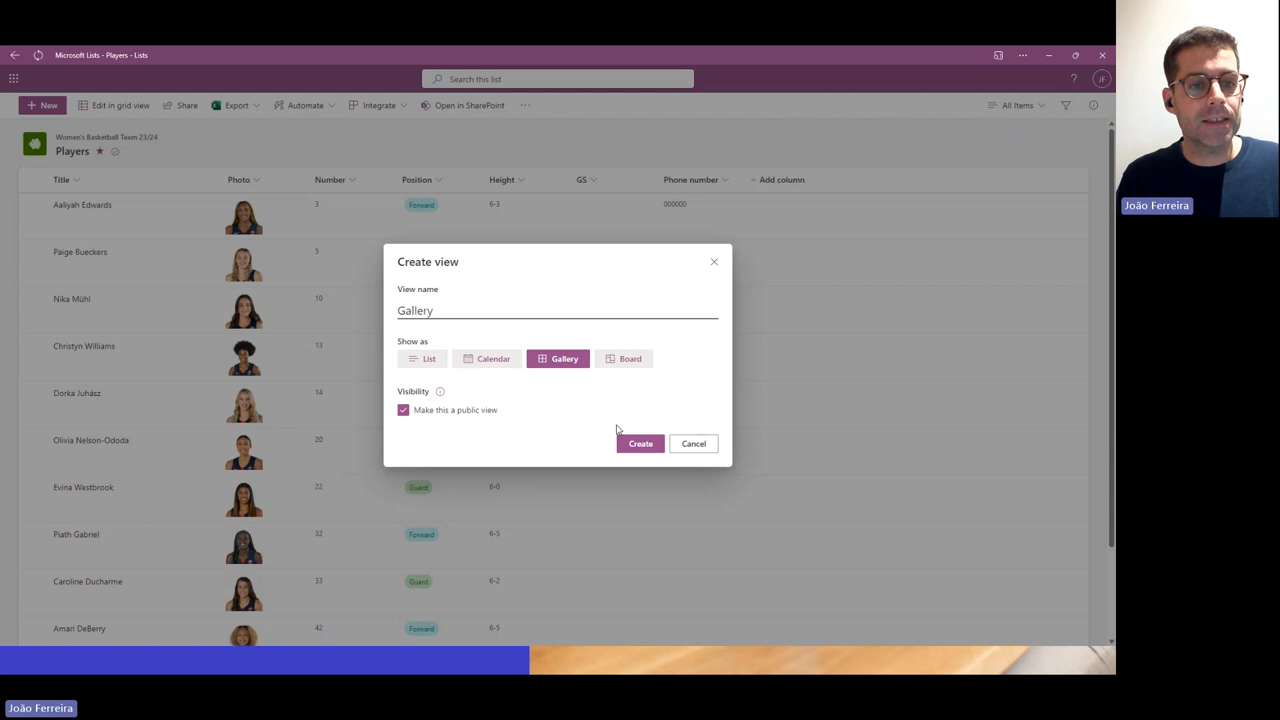 Microsoft Lists - Players - Lists
Search this list
?
JF
New
Edit in grid view
Share
Export
Automate
Integrate
Open in SharePoint
...
All Items
Women's Basketball Team 23/24
Players
Title Photo Number Position Height GS Phone number + Add column
Aaliyah Edwards 3 Forward 6-3 000000
Paige Bueckers 5
Nika Mühl 10
Christyn Williams 13
Dorka Juhász 14
Olivia Nelson-Ododa 20
Evina Westbrook 22 Guard 6-0
Piath Gabriel 32 Forward 6-5
Caroline Ducharme 33 Guard 6-2
Amari DeBerry 42 Forward 6-5
Create view
View name
Gallery
Show as
List Calendar Gallery Board
Visibility
Make this a public view
Create Cancel
João Ferreira
João Ferreira